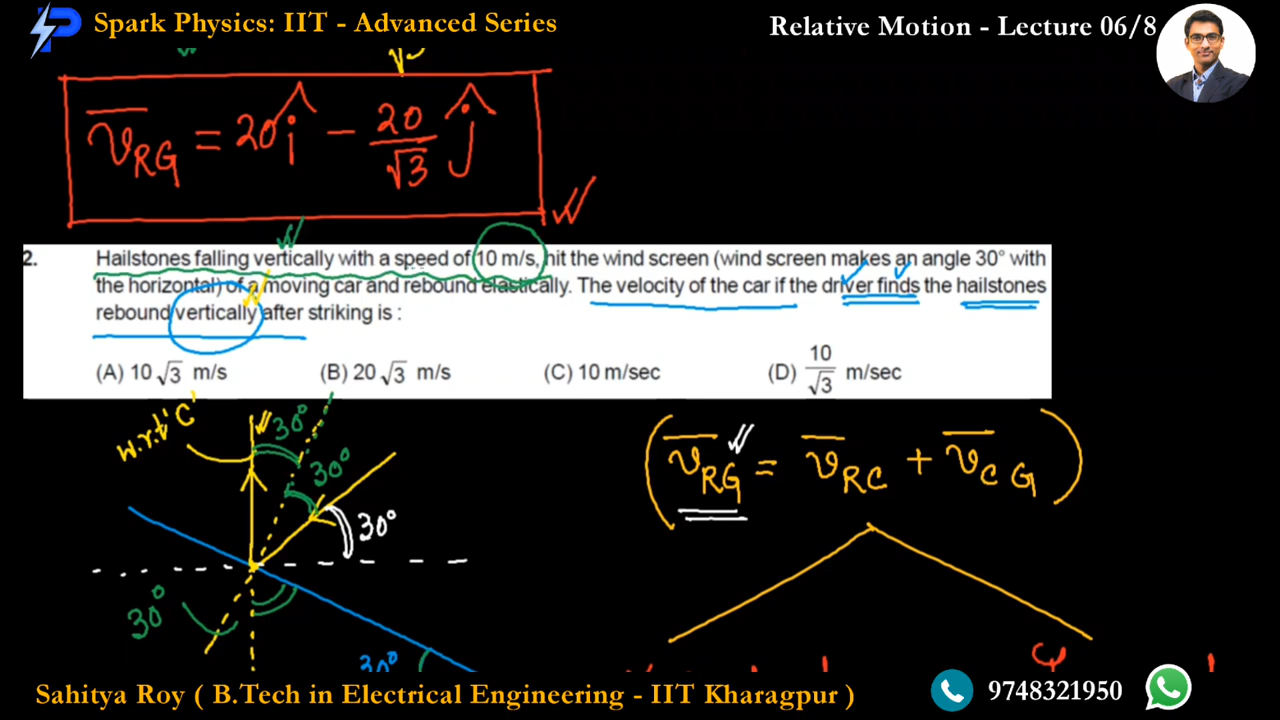 Spark Physics: IIT - Advanced Series
Relative Motion - Lecture 06/8
v̅RG = 20 î − 20/√3 ĵ
2. Hailstones falling vertically with a speed of 10 m/s, hit the wind screen (wind screen makes an angle 30° with
the horizontal) of a moving car and rebound elastically. The velocity of the car if the driver finds the hailstones
rebound vertically after striking is :
(A) 10 √3 m/s (B) 20 √3 m/s (C) 10 m/sec (D) 10/√3 m/sec
w.r.t 'C'
30°
30°
30°
30°
30°
(v̅RG = v̅RC + v̅CG)
Sahitya Roy ( B.Tech in Electrical Engineering - IIT Kharagpur )
9748321950